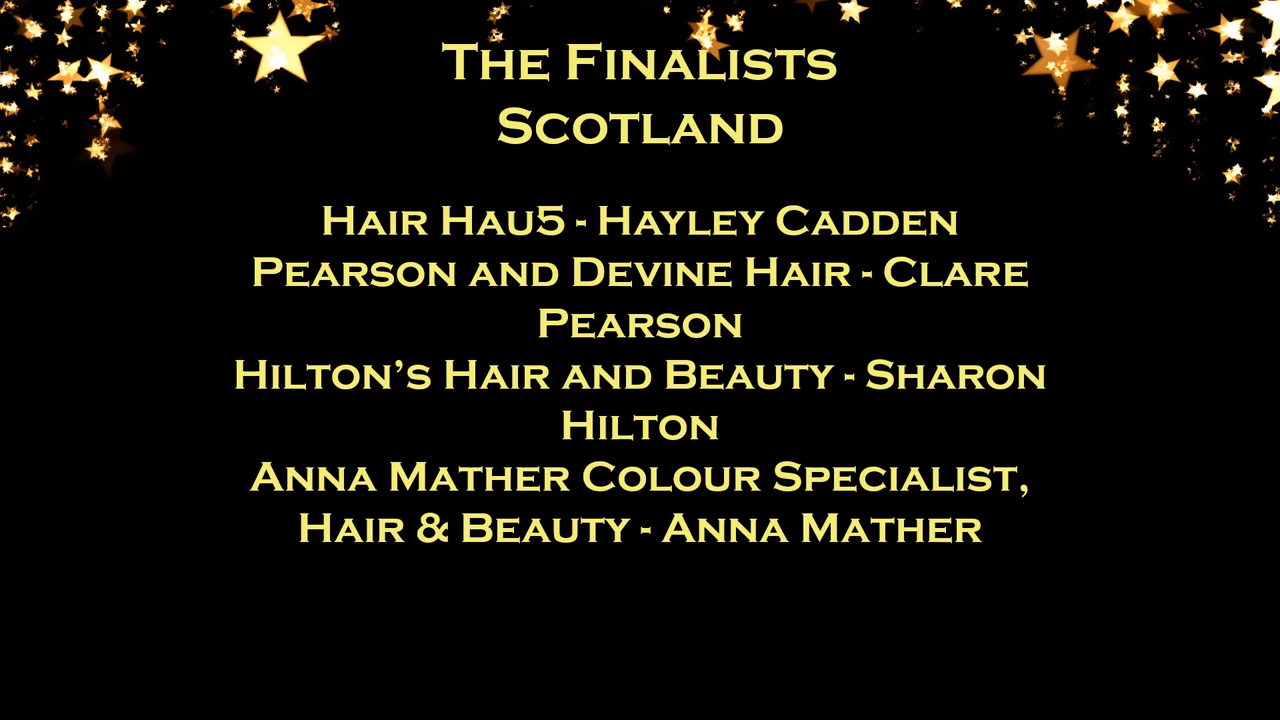 The Finalists
Scotland
Hair Hau5 - Hayley Cadden
Pearson and Devine Hair - Clare
Pearson
Hilton’s Hair and Beauty - Sharon
Hilton
Anna Mather Colour Specialist,
Hair & Beauty - Anna Mather